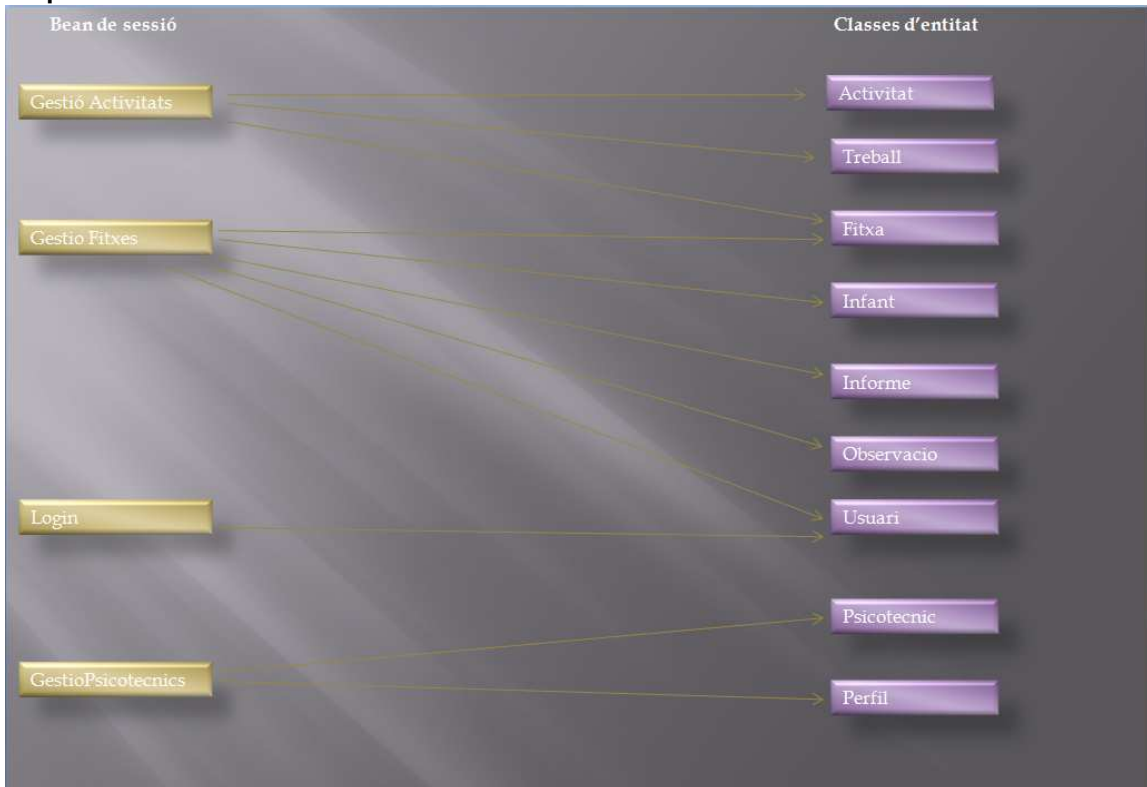 Bean de sessió
Classes d'entitat
Gestió Activitats
Activitat
Treball
Gestio Fitxes
Fitxa
Infant
Informe
Observacio
Login
Usuari
Psicotecnic
GestioPsicotecnics
Perfil